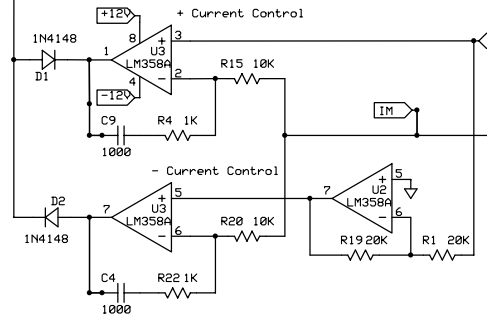 + Current Control
+12V
1N4148
8
3
1
+
U3
LM358A
R15 10K
D1
-
2
4
-12V
IM
C9
R4 1K
1000
- Current Control
D2
+
5
5
7
U3
7
+
U2
LM358A
LM358A
1N4148
-
6
R20 10K
-
6
R19 20K
R1 20K
C4
R22 1K
1000